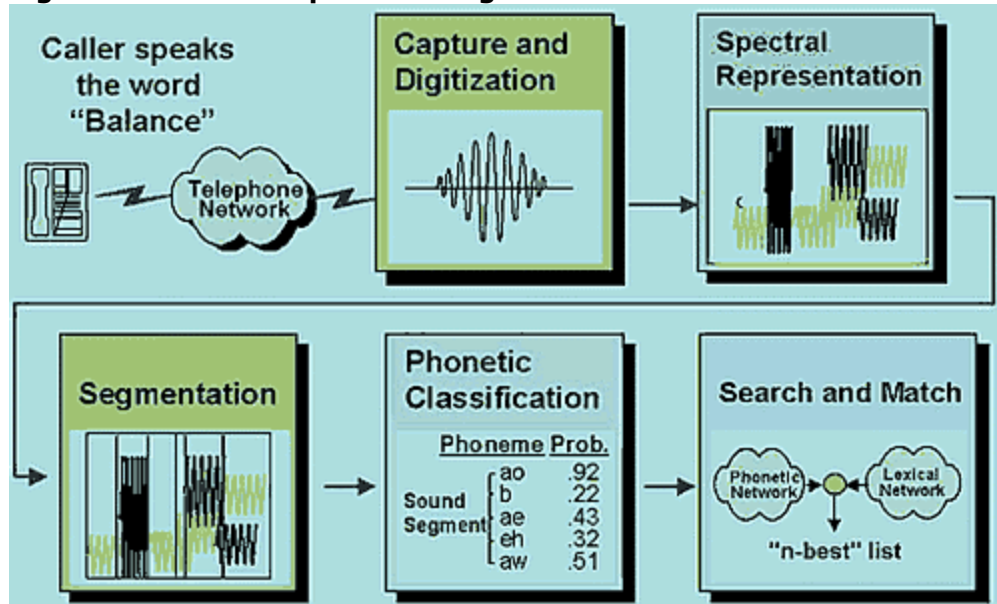 Caller speaks
the word
“Balance”
Telephone
Network
Capture and
Digitization
Spectral
Representation
Segmentation
Phonetic
Classification
Phoneme Prob.
Sound
Segment
ao .92
b .22
ae .43
eh .32
aw .51
Search and Match
Phonetic
Network
Lexical
Network
“n-best” list